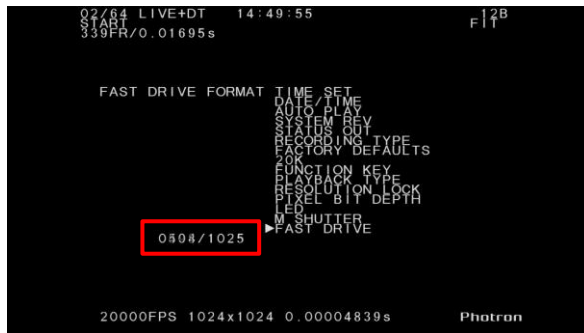 02/64 LIVE+DT 14:49:55 12B
START FIT
339FR/0.01695s
FAST DRIVE FORMAT TIME SET
DATE/TIME
AUTO PLAY
SYSTEM REV
STATUS OUT
RECORDING TYPE
FACTORY DEFAULTS
20K
FUNCTION KEY
PLAYBACK TYPE
RESOLUTION LOCK
PIXEL BIT DEPTH
LED
M SHUTTER
▶FAST DRIVE
/1025
20000FPS 1024x1024 0.00004839s Photron